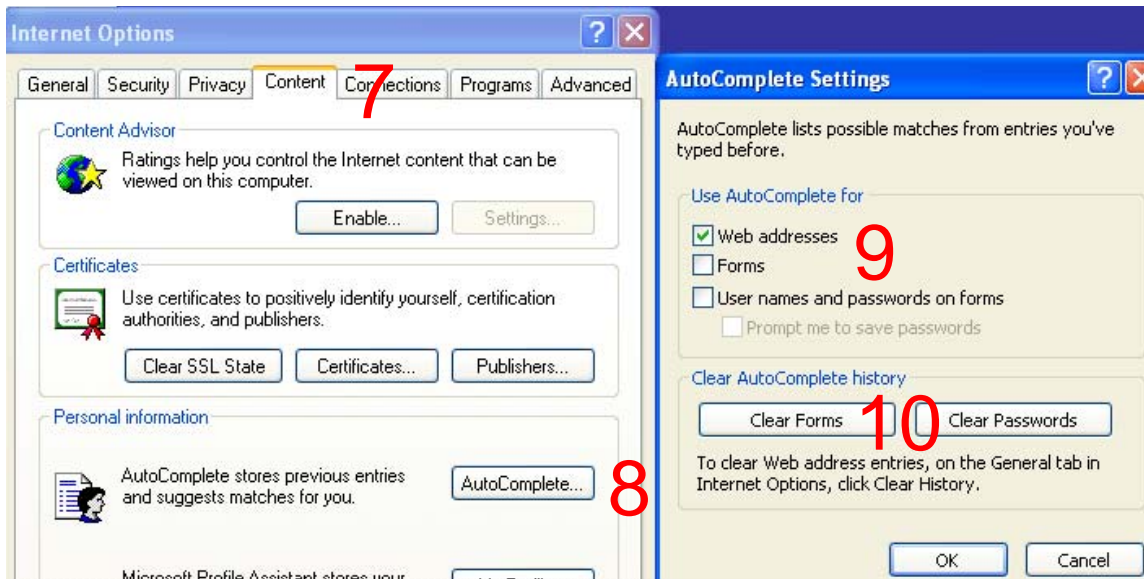 Internet Options
General Security Privacy Content Connections Programs Advanced
7
Content Advisor
Ratings help you control the Internet content that can be
viewed on this computer.
Enable... Settings...
Certificates
Use certificates to positively identify yourself, certification
authorities, and publishers.
Clear SSL State Certificates... Publishers...
Personal information
AutoComplete stores previous entries
and suggests matches for you.
AutoComplete...
8
Microsoft Profile Assistant stores your
AutoComplete Settings
AutoComplete lists possible matches from entries you've
typed before.
Use AutoComplete for
Web addresses
9
Forms
User names and passwords on forms
Prompt me to save passwords
Clear AutoComplete history
Clear Forms 10 Clear Passwords
To clear Web address entries, on the General tab in
Internet Options, click Clear History.
OK Cancel